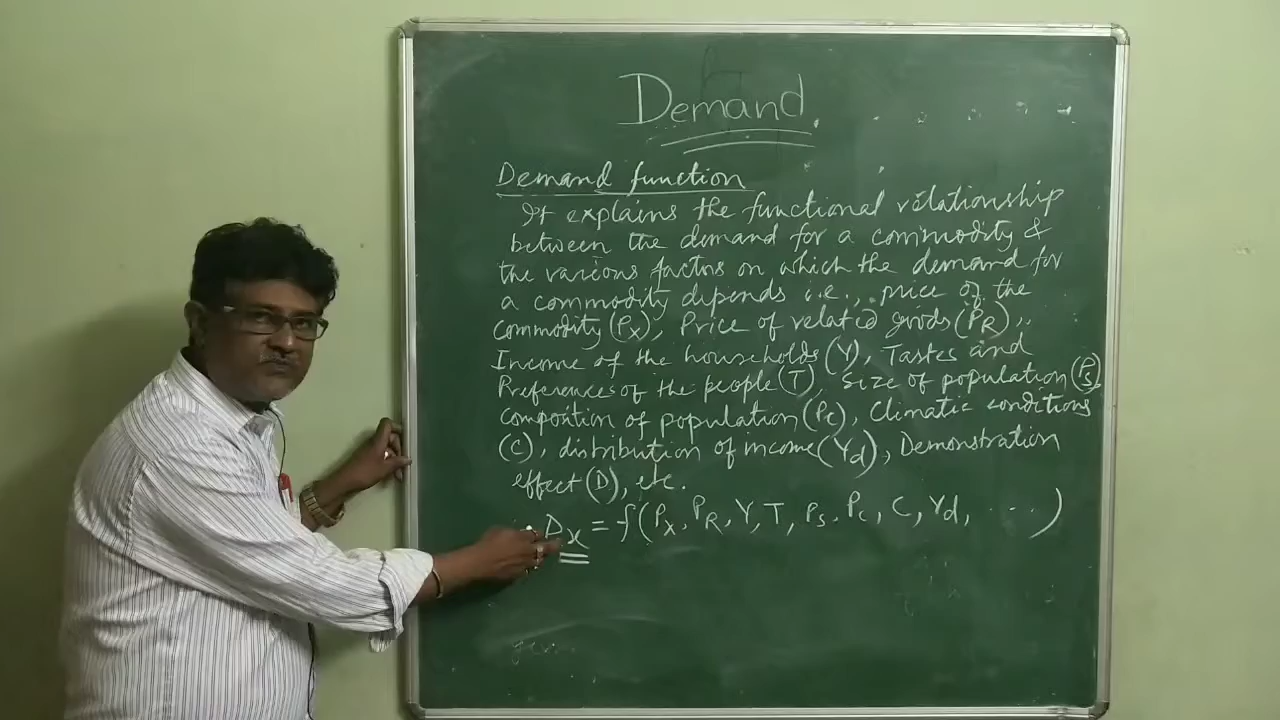 Demand.
Demand function
It explains the functional relationship
between the demand for a commodity &
the various factors on which the demand for
a commodity depends i.e., price of the
commodity (Px), Price of related goods (PR),
Income of the households (Y), Tastes and
Preferences of the people (T), Size of population (Ps)
composition of population (Pc), Climatic conditions
(C), distribution of income (Yd), Demonstration
effect (D), etc.
Dx = f(Px, PR, Y, T, Ps, Pc, C, Yd, ....)